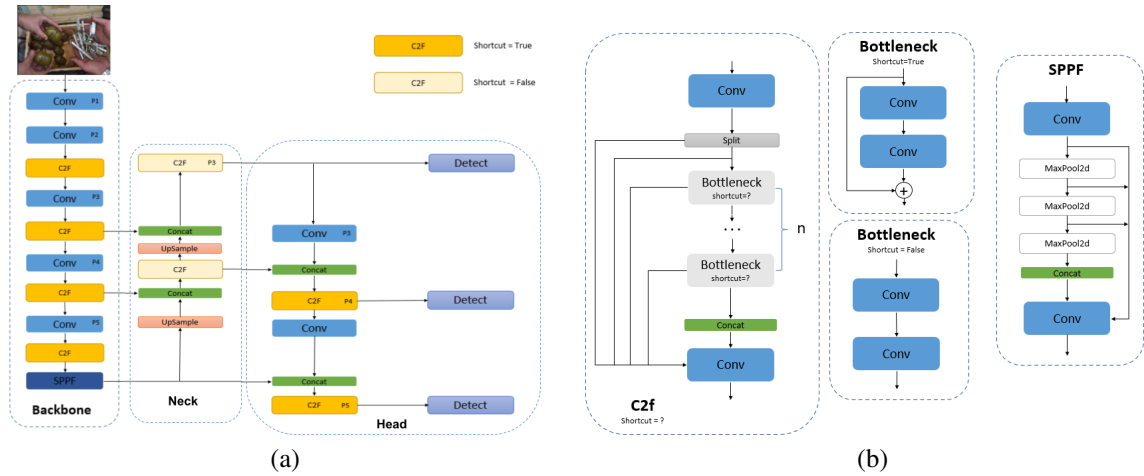 C2F
Shortcut = True
C2F
Shortcut = False
Conv P1
Conv P2
C2F
Conv P3
C2F
Conv P4
C2F
Conv P5
C2F
SPPF
Backbone
C2F P3
Concat
UpSample
C2F
Concat
UpSample
Neck
Detect
Conv P3
Concat
C2F P4
Detect
Conv
Concat
C2F P5
Detect
Head
(a)
Conv
Split
Bottleneck
shortcut=?
...
Bottleneck
shortcut=?
n
Concat
Conv
C2f
Shortcut = ?
Bottleneck
Shortcut=True
Conv
Conv
+
Bottleneck
Shortcut = False
Conv
Conv
SPPF
Conv
MaxPool2d
MaxPool2d
MaxPool2d
Concat
Conv
(b)